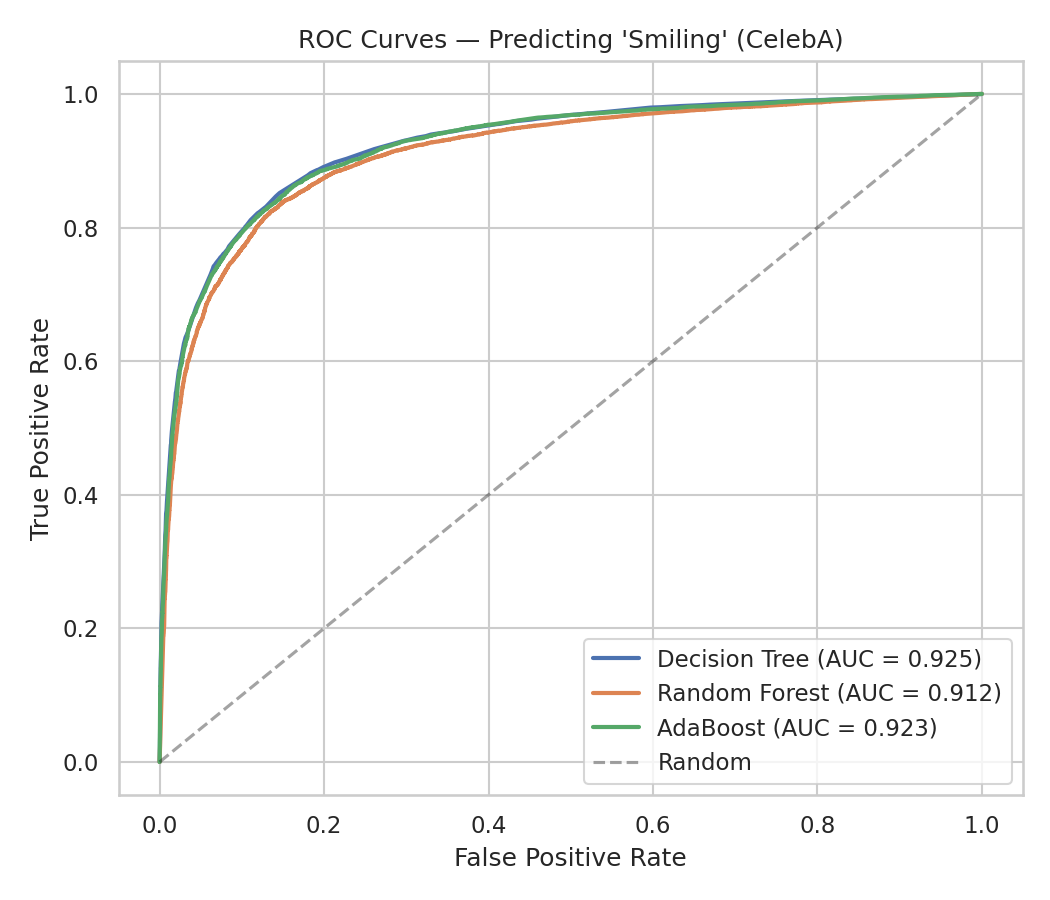 ROC Curves — Predicting 'Smiling' (CelebA)
True Positive Rate
1.0
0.8
0.6
0.4
0.2
0.0
Decision Tree (AUC = 0.925)
Random Forest (AUC = 0.912)
AdaBoost (AUC = 0.923)
Random
0.0 0.2 0.4 0.6 0.8 1.0
False Positive Rate